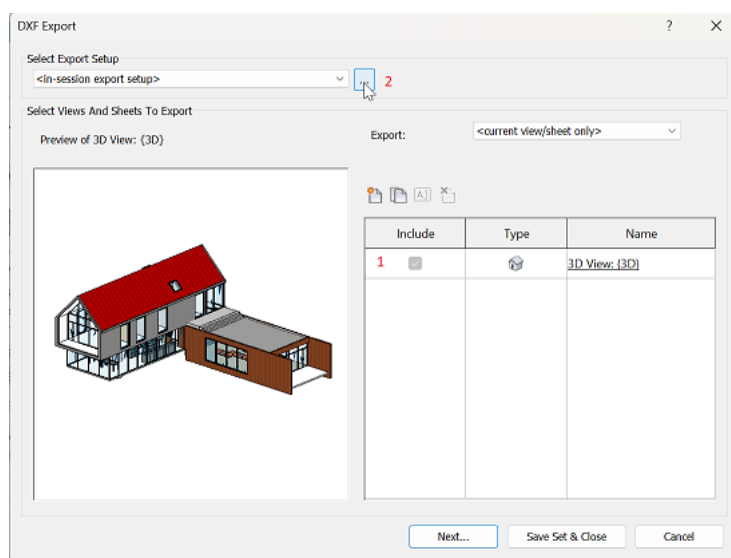 DXF Export
Select Export Setup
<in-session export setup>
... 2
Select Views And Sheets To Export
Preview of 3D View: {3D}
Export: <current view/sheet only>
Include Type Name
1 3D View: {3D}
Next... Save Set & Close Cancel